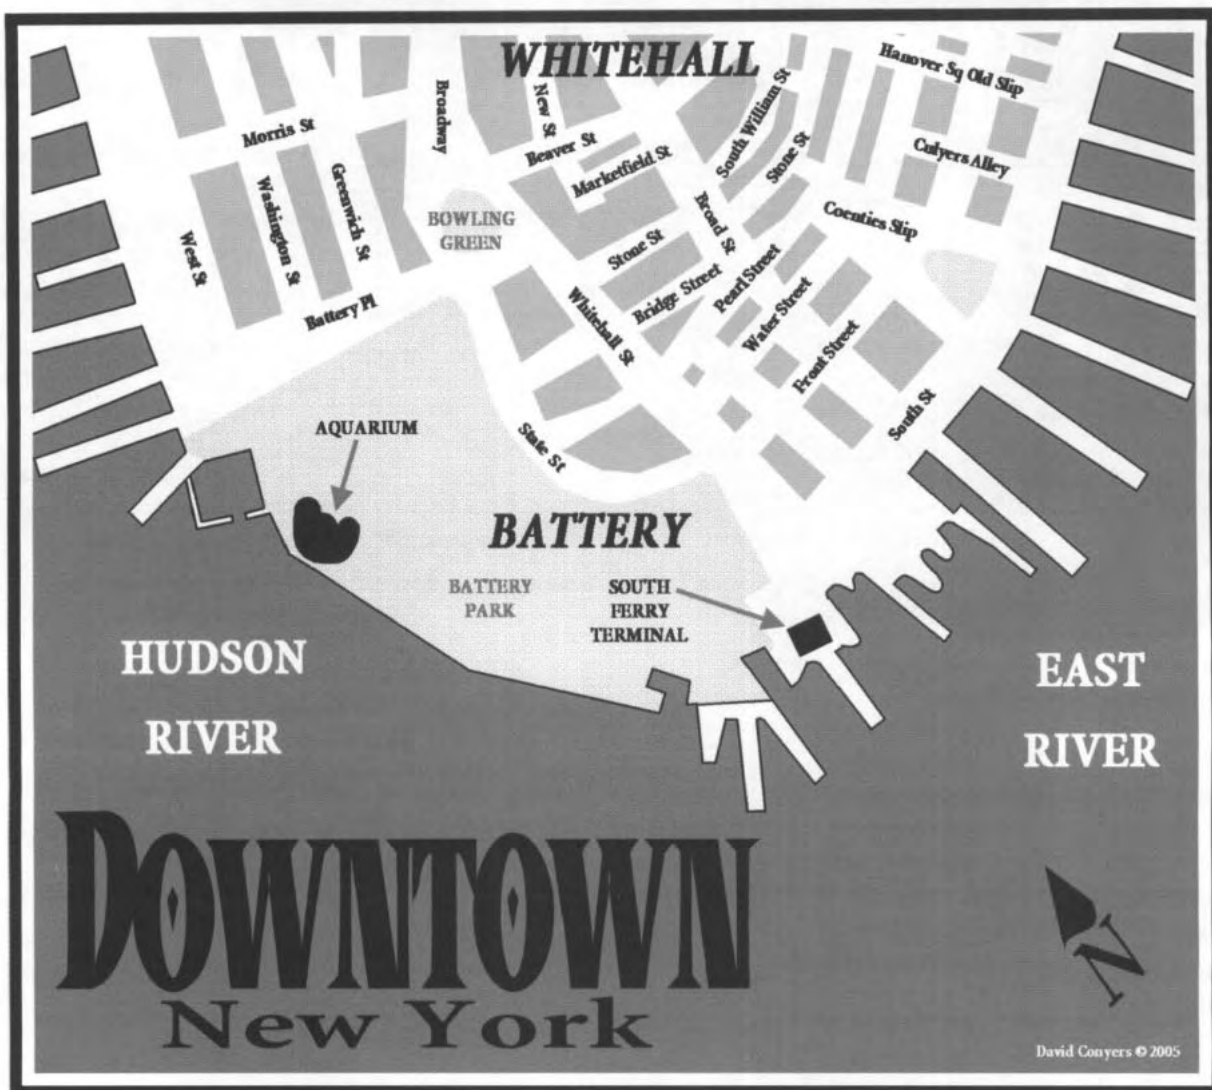 WHITEHALL
Hanover Sq Old Slip
Broadway
New St
South William St
Morris St
Beaver St
Marketfield St
Stone St
Culyers Alley
Greenwich St
Washington St
West St
BOWLING
GREEN
Broad St
Coenties Slip
Stone St
Bridge Street
Pearl Street
Water Street
Front Street
Whitehall St
Battery Pl
South St
State St
AQUARIUM
BATTERY
BATTERY
PARK
SOUTH
FERRY
TERMINAL
HUDSON
RIVER
EAST
RIVER
DOWNTOWN
New York
N
David Conyers © 2005